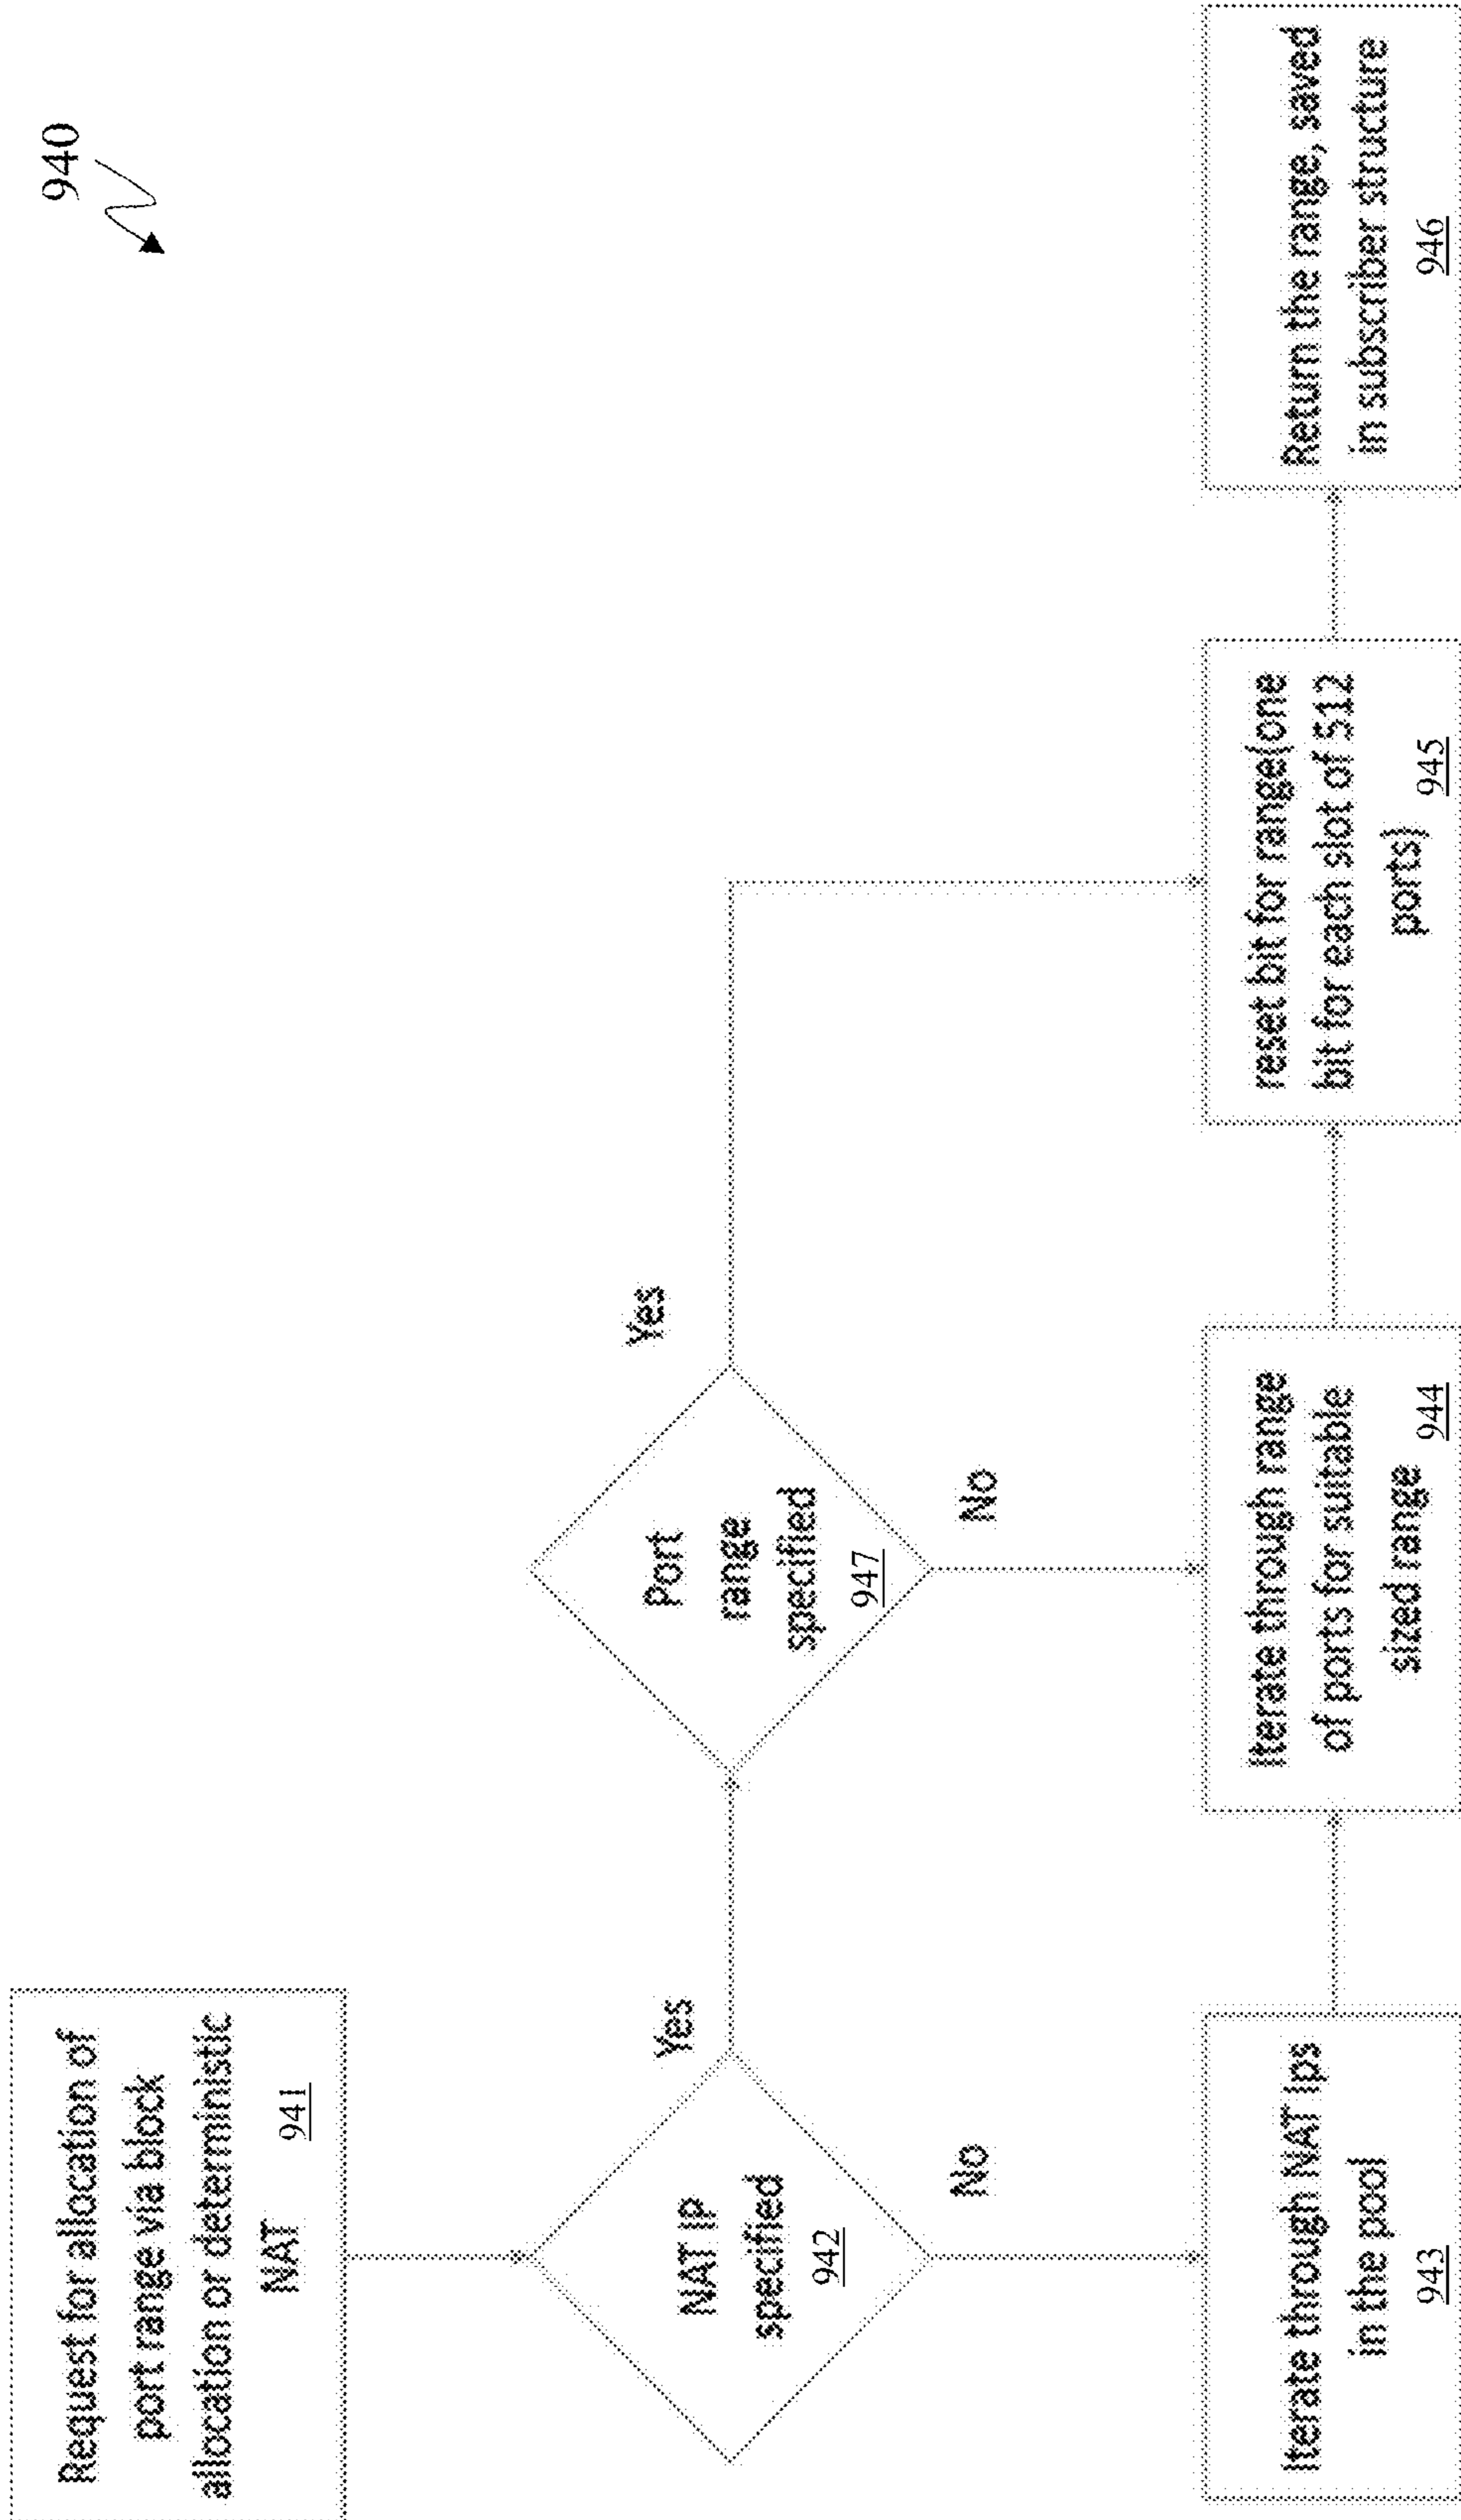 940
Request for allocation of
port range via block
allocation or deterministic
NAT
941
NAT IP
specified
942
Yes
No
Port
range
specified
947
Yes
No
Iterate through NAT ips
in the pool
943
Iterate through range
of ports for suitable
sized range
944
reset bit for range(one
bit for each slot of 512
ports)
945
Return the range, saved
in subscriber structure
946